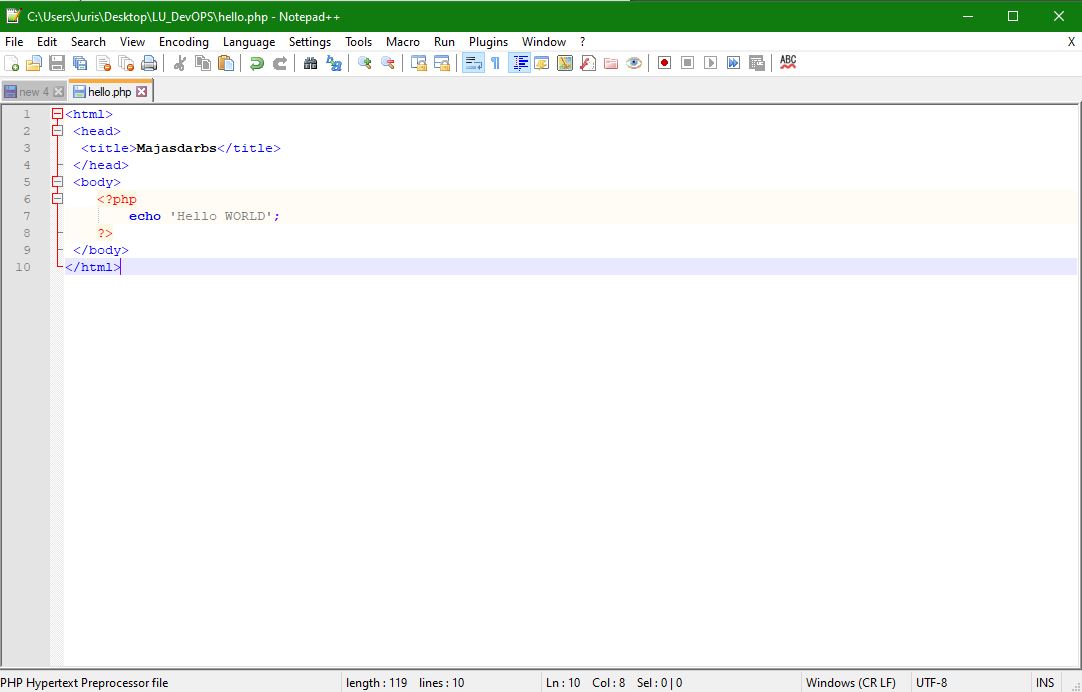 C:\Users\Juris\Desktop\LU_DevOPS\hello.php - Notepad++
File Edit Search View Encoding Language Settings Tools Macro Run Plugins Window ? X
ABC
new 4 hello.php
1 <html>
2 <head>
3 <title>Majasdarbs</title>
4 </head>
5 <body>
6 <?php
7 echo 'Hello WORLD';
8 ?>
9 </body>
10 </html>
PHP Hypertext Preprocessor file length : 119 lines : 10 Ln : 10 Col : 8 Sel : 0 | 0 Windows (CR LF) UTF-8 INS